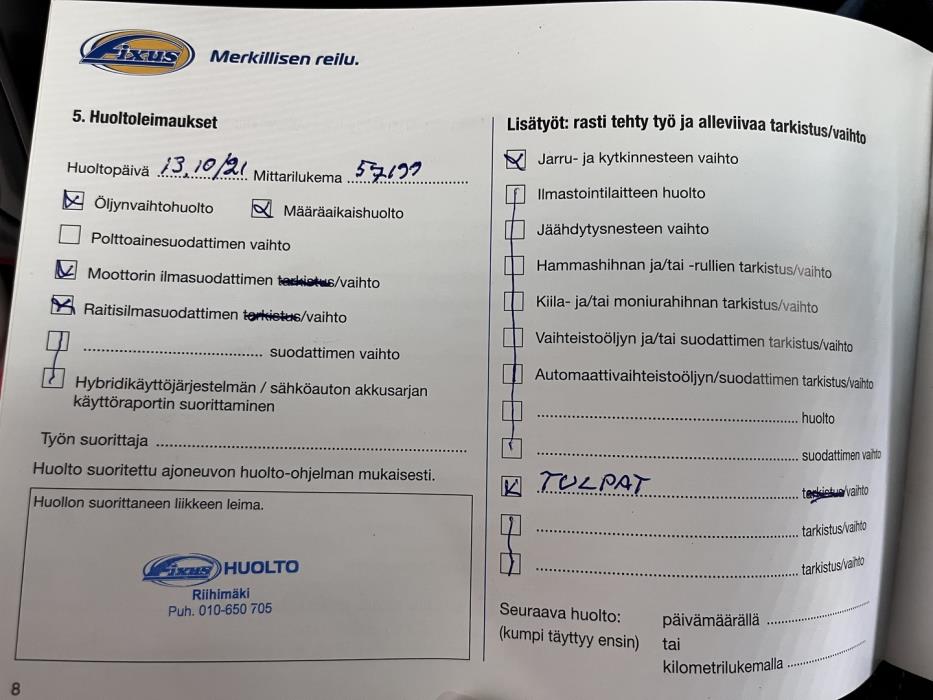 Fixus Merkillisen reilu.
5. Huoltoleimaukset
Huoltopäivä 13.10/21 Mittarilukema
Öljynvaihtohuolto Määräaikaishuolto
Polttoainesuodattimen vaihto
Moottorin ilmasuodattimen tarkistus/vaihto
Raitisilmasuodattimen tarkistus/vaihto
suodattimen vaihto
Hybridikäyttöjärjestelmän / sähköauton akkusarjan
käyttöraportin suorittaminen
Työn suorittaja
Huolto suoritettu ajoneuvon huolto-ohjelman mukaisesti.
Huollon suorittaneen liikkeen leima.
Fixus HUOLTO
Riihimäki
Puh. 010-650 705
8
Lisätyöt: rasti tehty työ ja alleviivaa tarkistus/vaihto
Jarru- ja kytkinnesteen vaihto
Ilmastointilaitteen huolto
Jäähdytysnesteen vaihto
Hammashihnan ja/tai -rullien tarkistus/vaihto
Kiila- ja/tai moniurahihnan tarkistus/vaihto
Vaihteistoöljyn ja/tai suodattimen tarkistus/vaihto
Automaattivaihteistoöljyn/suodattimen tarkistus/vaihto
huolto
suodattimen vaihto
TULPAT tarkistus/vaihto
tarkistus/vaihto
tarkistus/vaihto
Seuraava huolto: päivämäärällä
(kumpi täyttyy ensin) tai
kilometrilukemalla